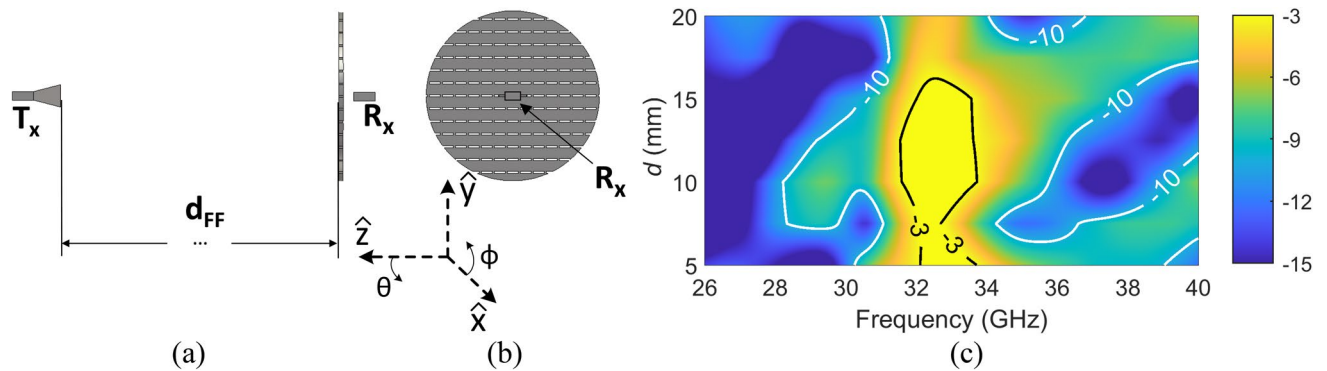 Tx
Rx
dFF
...
(a)
Rx
ŷ
ẑ
ϕ
θ
x̂
(b)
20
15
10
5
d (mm)
26
28
30
32
34
36
38
40
Frequency (GHz)
-10
-10
-10
-10
-3
-3
-3
-6
-9
-12
-15
(c)